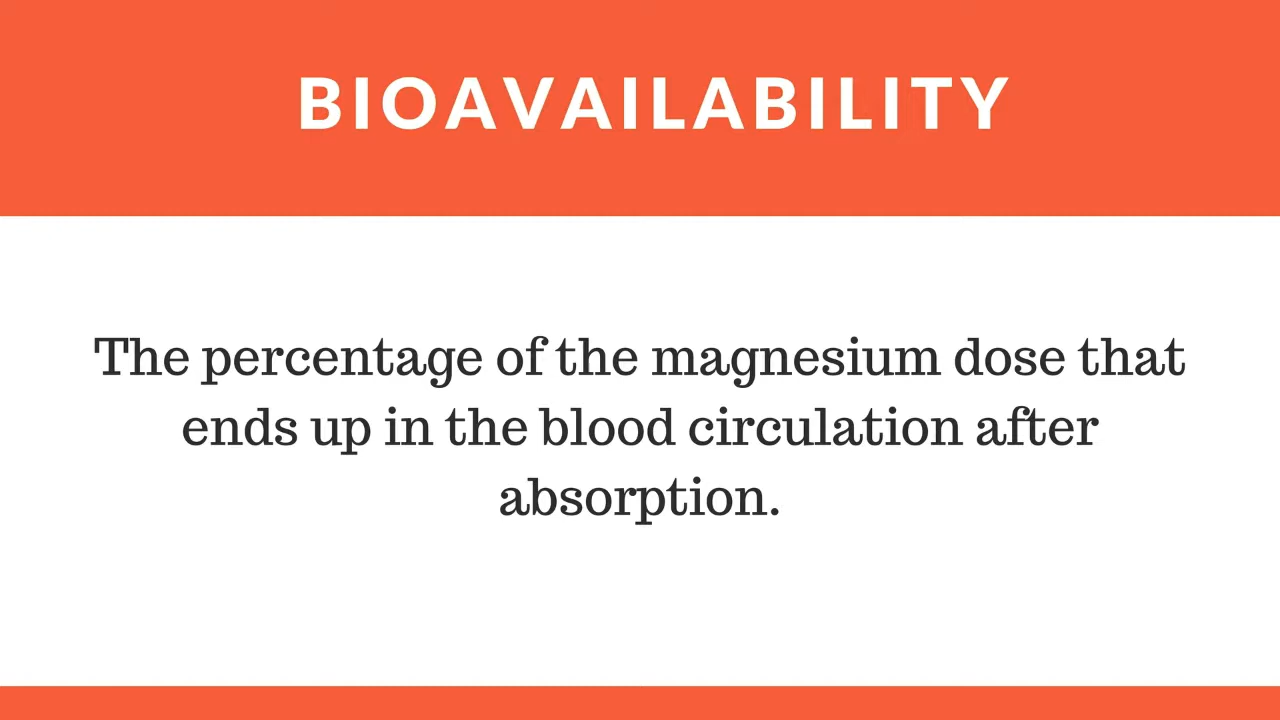 BIOAVAILABILITY
The percentage of the magnesium dose that
ends up in the blood circulation after
absorption.